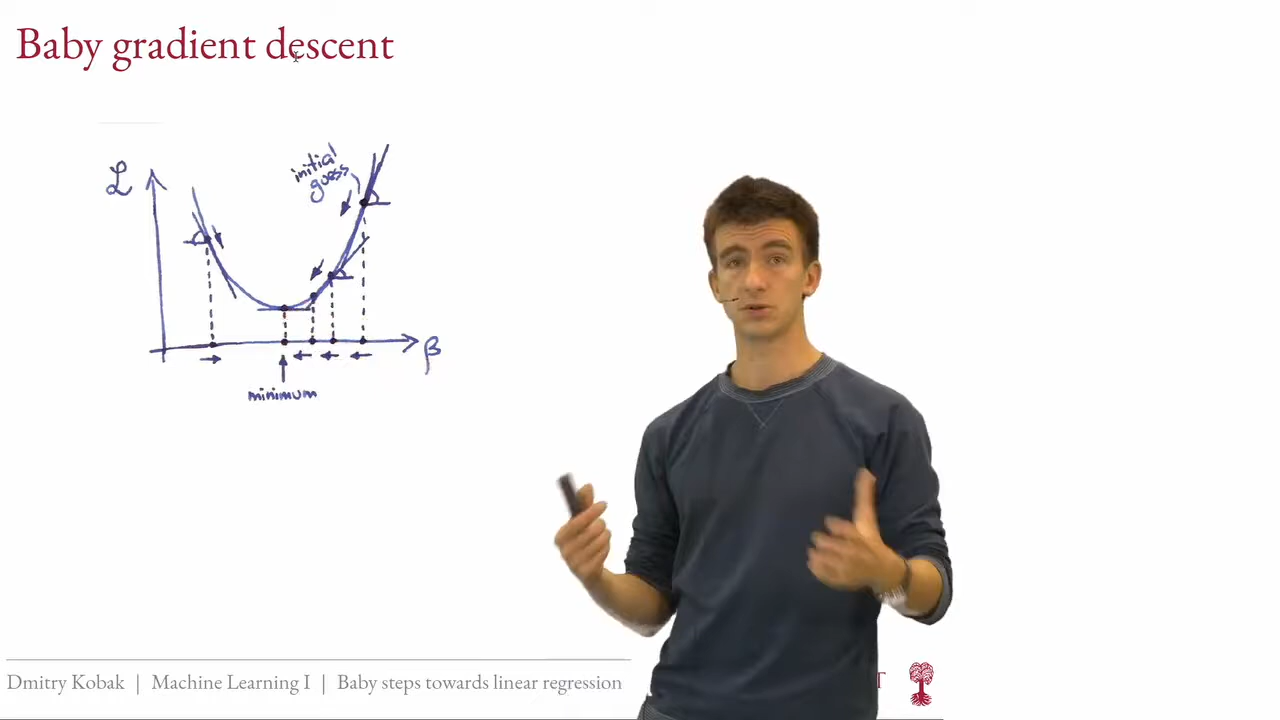 Baby gradient descent
ℒ
initial
guess
β
minimum
Dmitry Kobak | Machine Learning I | Baby steps towards linear regression
T